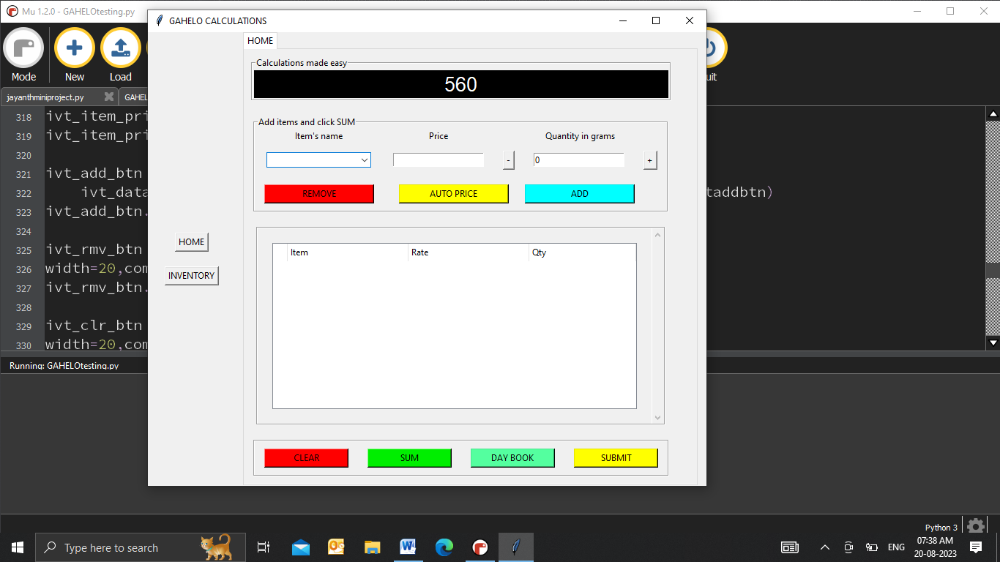 Mu 1.2.0 - GAHELOtesting.py
GAHELO CALCULATIONS
Mode
New
Load
uit
jayanthminiproject.py
GAHEL
HOME
Calculations made easy
560
Add items and click SUM
Item's name Price Quantity in grams
- 0 +
REMOVE AUTO PRICE ADD
HOME
INVENTORY
Item Rate Qty
CLEAR SUM DAY BOOK SUBMIT
318 ivt_item_pri
319 ivt_item_pri
320
321 ivt_add_btn
322 ivt_data taddbtn)
323 ivt_add_btn.
324
325 ivt_rmv_btn
326 width=20,com
327 ivt_rmv_btn.
328
329 ivt_clr_btn
330 width=20,com
Running: GAHELOtesting.py
Python 3
Type here to search
ENG
07:38 AM
20-08-2023